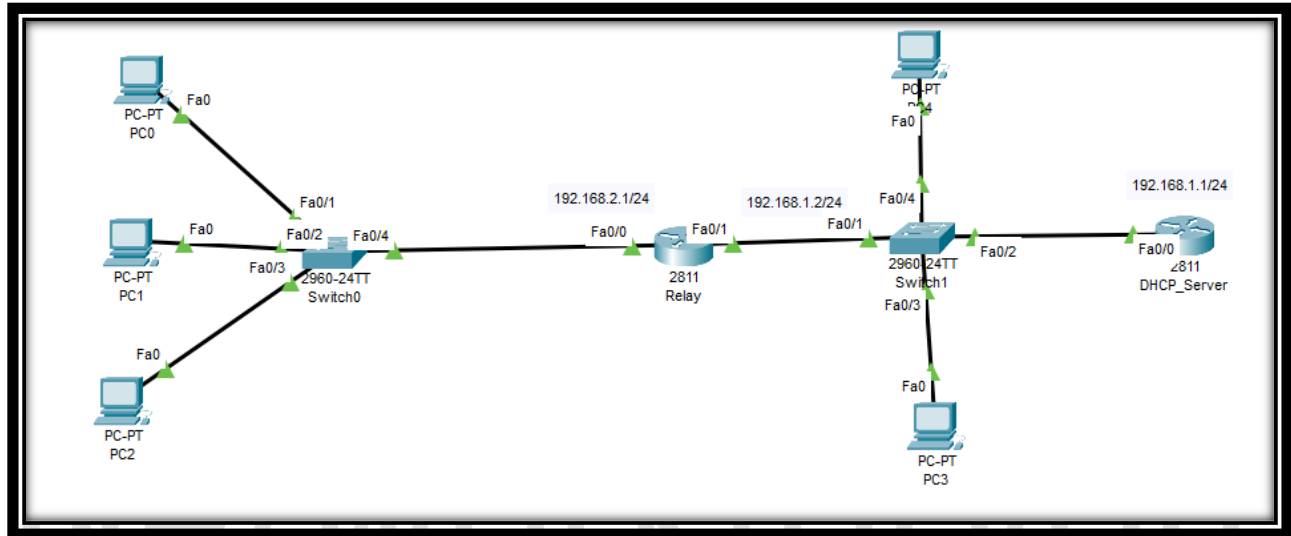 PC-PT
PC0
Fa0
Fa0/1
PC-PT
PC1
Fa0
Fa0/2
Fa0/4
Fa0/3
2960-24TT
Switch0
PC-PT
PC2
Fa0
192.168.2.1/24
Fa0/0
Fa0/1
2811
Relay
192.168.1.2/24
Fa0/1
PC-PT
Fa0
Fa0/4
2960-24TT
Switch1
Fa0/2
Fa0/3
Fa0
PC-PT
PC3
192.168.1.1/24
Fa0/0
2811
DHCP_Server